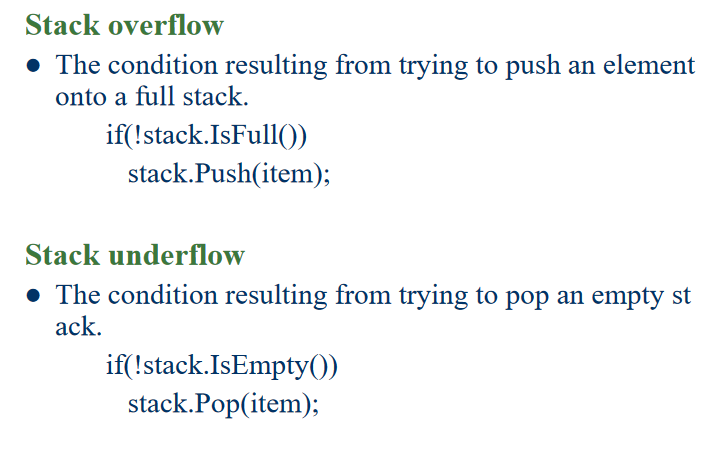 Stack overflow
● The condition resulting from trying to push an element
onto a full stack.
if(!stack.IsFull())
stack.Push(item);
Stack underflow
● The condition resulting from trying to pop an empty st
ack.
if(!stack.IsEmpty())
stack.Pop(item);